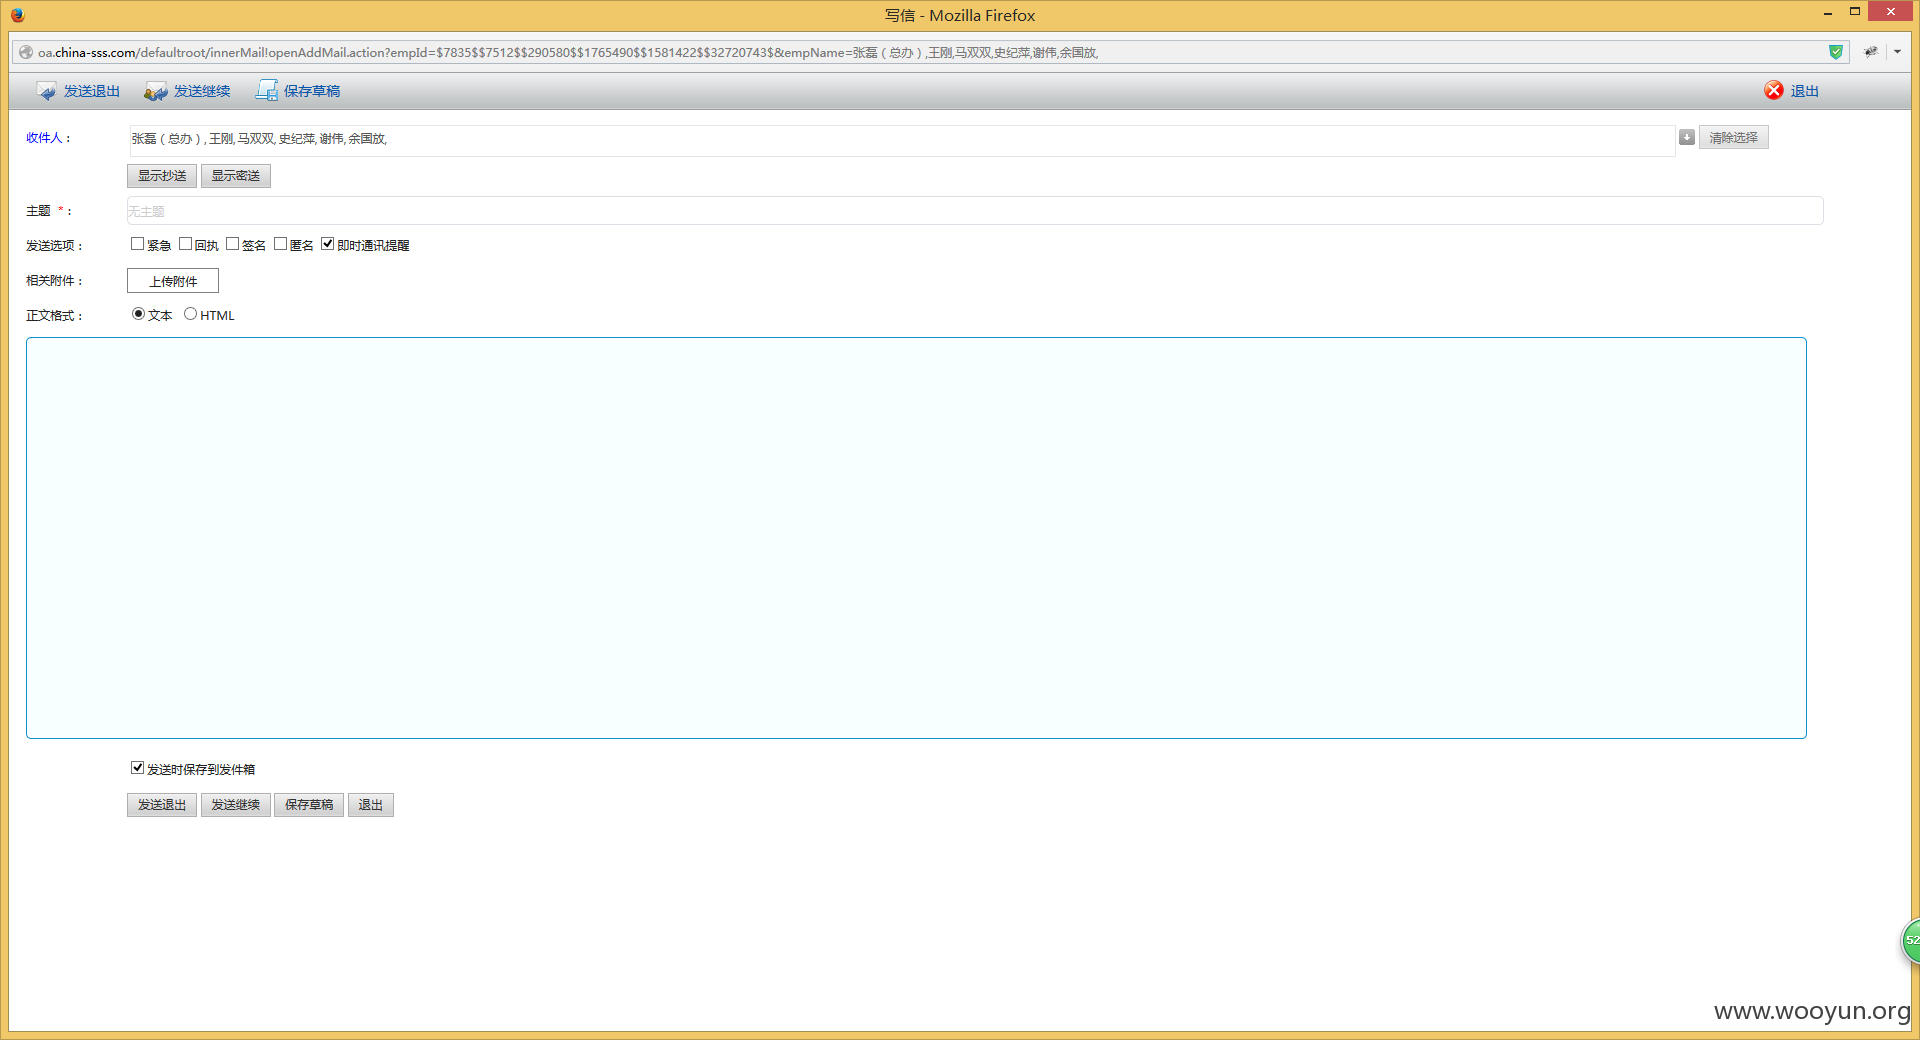 写信 - Mozilla Firefox
oa.china-sss.com/defaultroot/innerMail!openAddMail.action?empId=$7835$$7512$$290580$$1765490$$1581422$$32720743$&empName=张磊（总办）,王刚,马双双,史纪萍,谢伟,余国放,
发送退出 发送继续 保存草稿 退出
收件人： 张磊（总办）,王刚,马双双,史纪萍,谢伟,余国放, 清除选择
显示抄送 显示密送
主题 *： 无主题
发送选项： 紧急 回执 签名 匿名 即时通讯提醒
相关附件： 上传附件
正文格式： 文本 HTML
发送时保存到发件箱
发送退出 发送继续 保存草稿 退出
52
www.wooyun.org